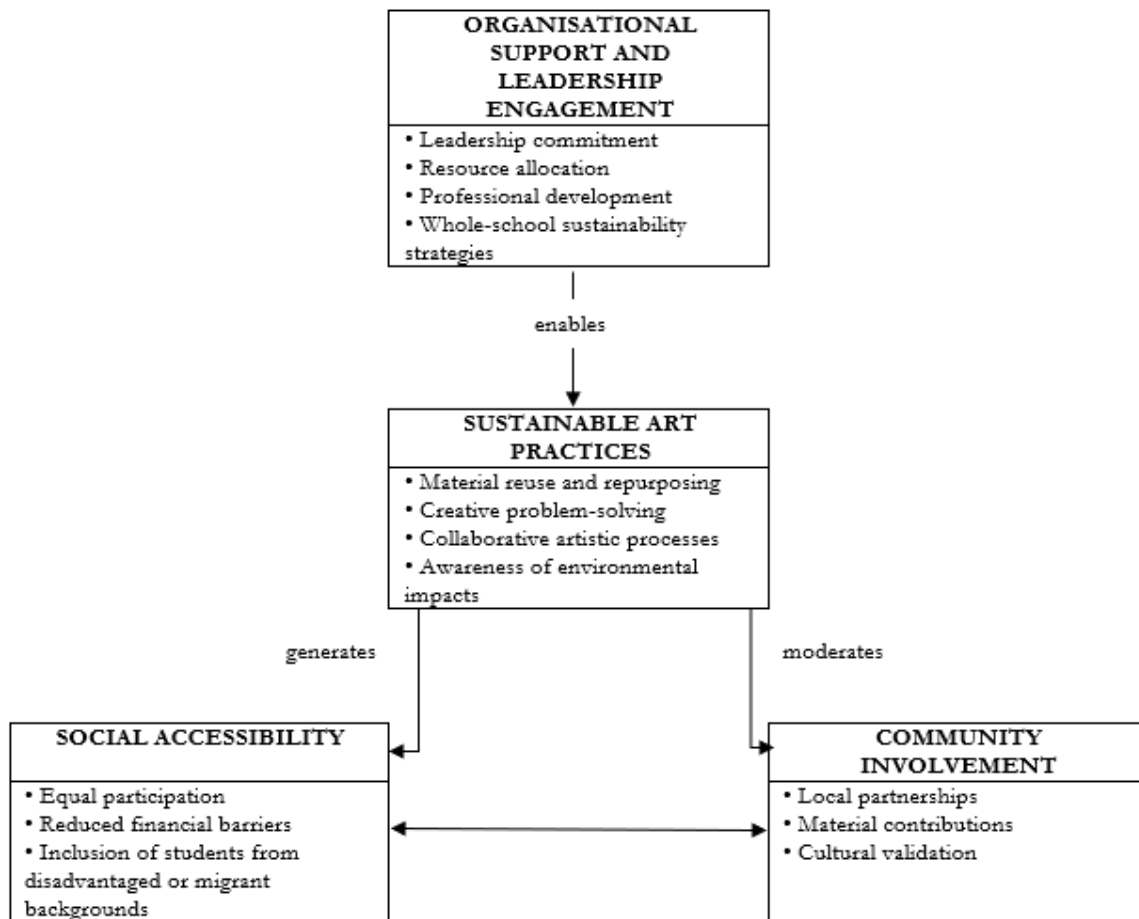 ORGANISATIONAL
SUPPORT AND
LEADERSHIP
ENGAGEMENT
• Leadership commitment
• Resource allocation
• Professional development
• Whole-school sustainability
strategies
enables
SUSTAINABLE ART
PRACTICES
• Material reuse and repurposing
• Creative problem-solving
• Collaborative artistic processes
• Awareness of environmental
impacts
generates
moderates
SOCIAL ACCESSIBILITY
• Equal participation
• Reduced financial barriers
• Inclusion of students from
disadvantaged or migrant
backgrounds
COMMUNITY
INVOLVEMENT
• Local partnerships
• Material contributions
• Cultural validation